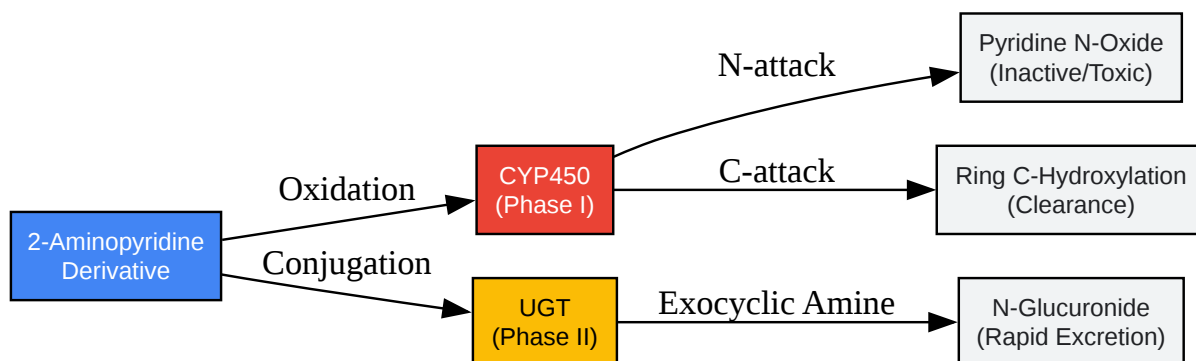 2-Aminopyridine
Derivative
Oxidation
Conjugation
CYP450
(Phase I)
UGT
(Phase II)
N-attack
C-attack
Exocyclic Amine
Pyridine N-Oxide
(Inactive/Toxic)
Ring C-Hydroxylation
(Clearance)
N-Glucuronide
(Rapid Excretion)